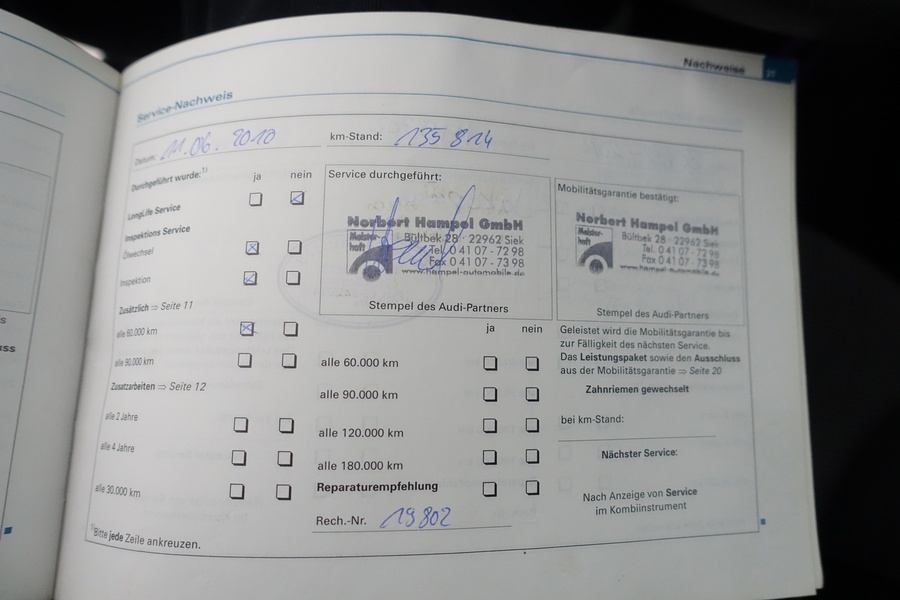 Nachweise 21
Service-Nachweis
Datum: 11.06.2010
km-Stand: 135 814
Durchgeführt wurde:1)
ja nein
LongLife Service
Inspektions Service
Ölwechsel
Inspektion
Zusätzlich ⇒ Seite 11
alle 60.000 km
alle 90.000 km
Zusatzarbeiten ⇒ Seite 12
alle 2 Jahre
alle 4 Jahre
alle 30.000 km
1)Bitte jede Zeile ankreuzen.
Service durchgeführt:
Norbert Hampel GmbH
Meister-
haft
Bültbek 28 · 22962 Siek
Tel. 0 41 07 - 72 98
Fax 0 41 07 - 73 98
www.hampel-automobile.de
Stempel des Audi-Partners
ja nein
alle 60.000 km
alle 90.000 km
alle 120.000 km
alle 180.000 km
Reparaturempfehlung
Rech.-Nr. 19802
Mobilitätsgarantie bestätigt:
Norbert Hampel GmbH
Meister-
haft
Bültbek 28 · 22962 Siek
Tel. 0 41 07 - 72 98
Fax 0 41 07 - 73 98
www.hampel-automobile.de
Stempel des Audi-Partners
Geleistet wird die Mobilitätsgarantie bis
zur Fälligkeit des nächsten Service.
Das Leistungspaket sowie den Ausschluss
aus der Mobilitätsgarantie ⇒ Seite 20
Zahnriemen gewechselt
bei km-Stand:
Nächster Service:
Nach Anzeige von Service
im Kombiinstrument